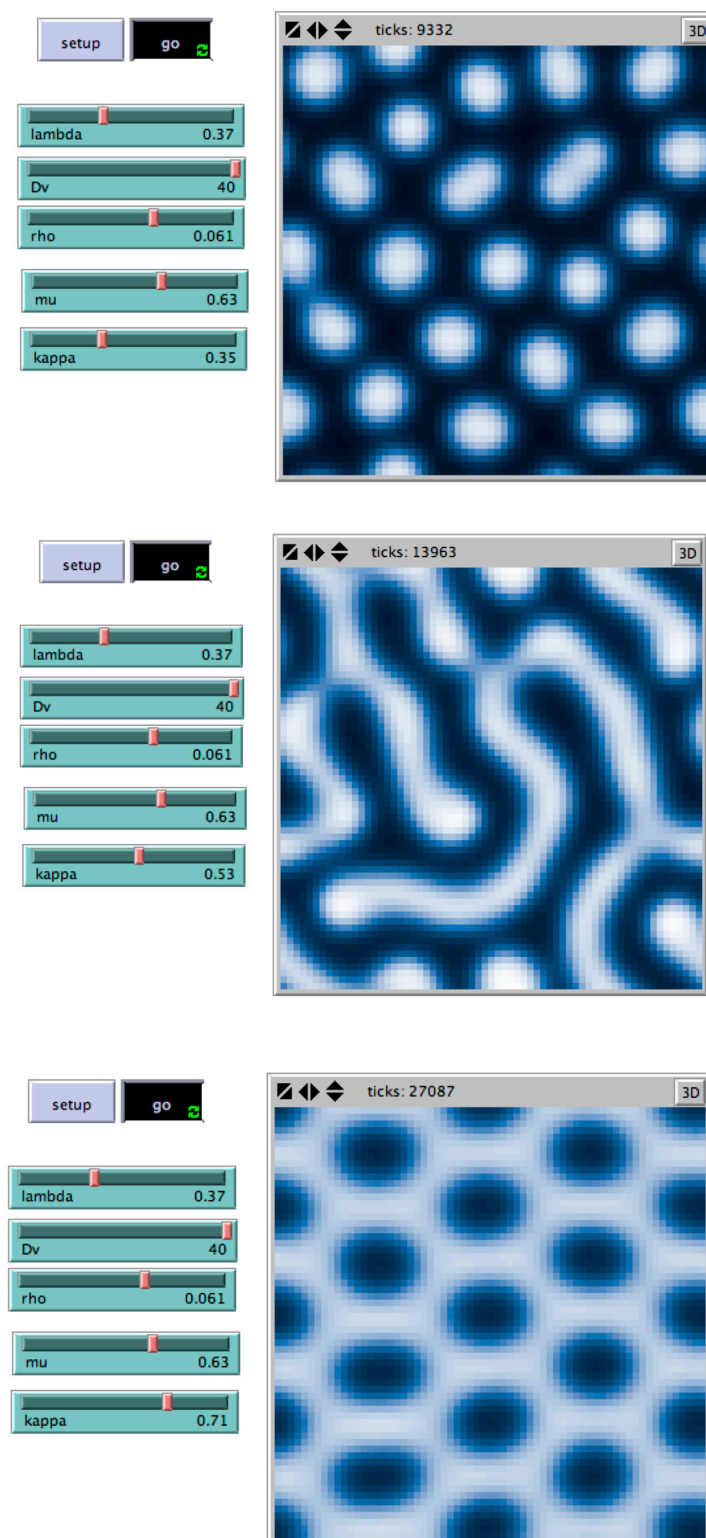 setup go ticks: 9332 3D
lambda 0.37
Dv 40
rho 0.061
mu 0.63
kappa 0.35
setup go ticks: 13963 3D
lambda 0.37
Dv 40
rho 0.061
mu 0.63
kappa 0.53
setup go ticks: 27087 3D
lambda 0.37
Dv 40
rho 0.061
mu 0.63
kappa 0.71